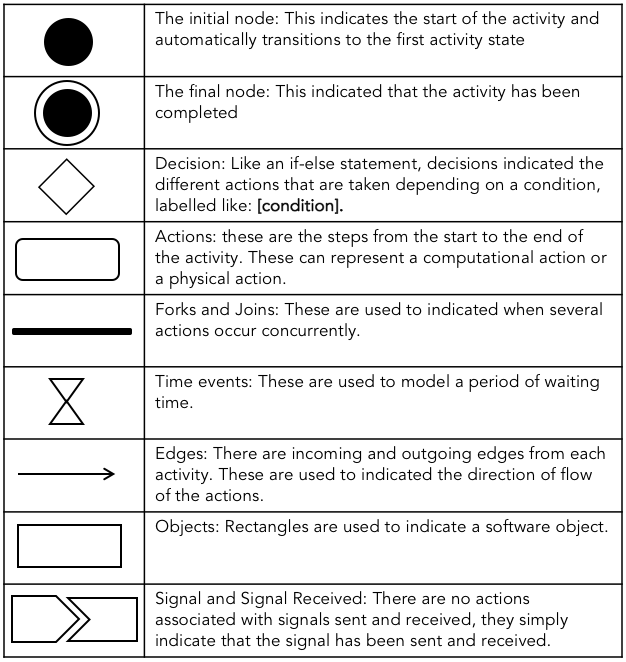 The initial node: This indicates the start of the activity and
automatically transitions to the first activity state
The final node: This indicated that the activity has been
completed
Decision: Like an if-else statement, decisions indicated the
different actions that are taken depending on a condition,
labelled like: [condition].
Actions: these are the steps from the start to the end of
the activity. These can represent a computational action or
a physical action.
Forks and Joins: These are used to indicated when several
actions occur concurrently.
Time events: These are used to model a period of waiting
time.
Edges: There are incoming and outgoing edges from each
activity. These are used to indicated the direction of flow
of the actions.
Objects: Rectangles are used to indicate a software object.
Signal and Signal Received: There are no actions
associated with signals sent and received, they simply
indicate that the signal has been sent and received.